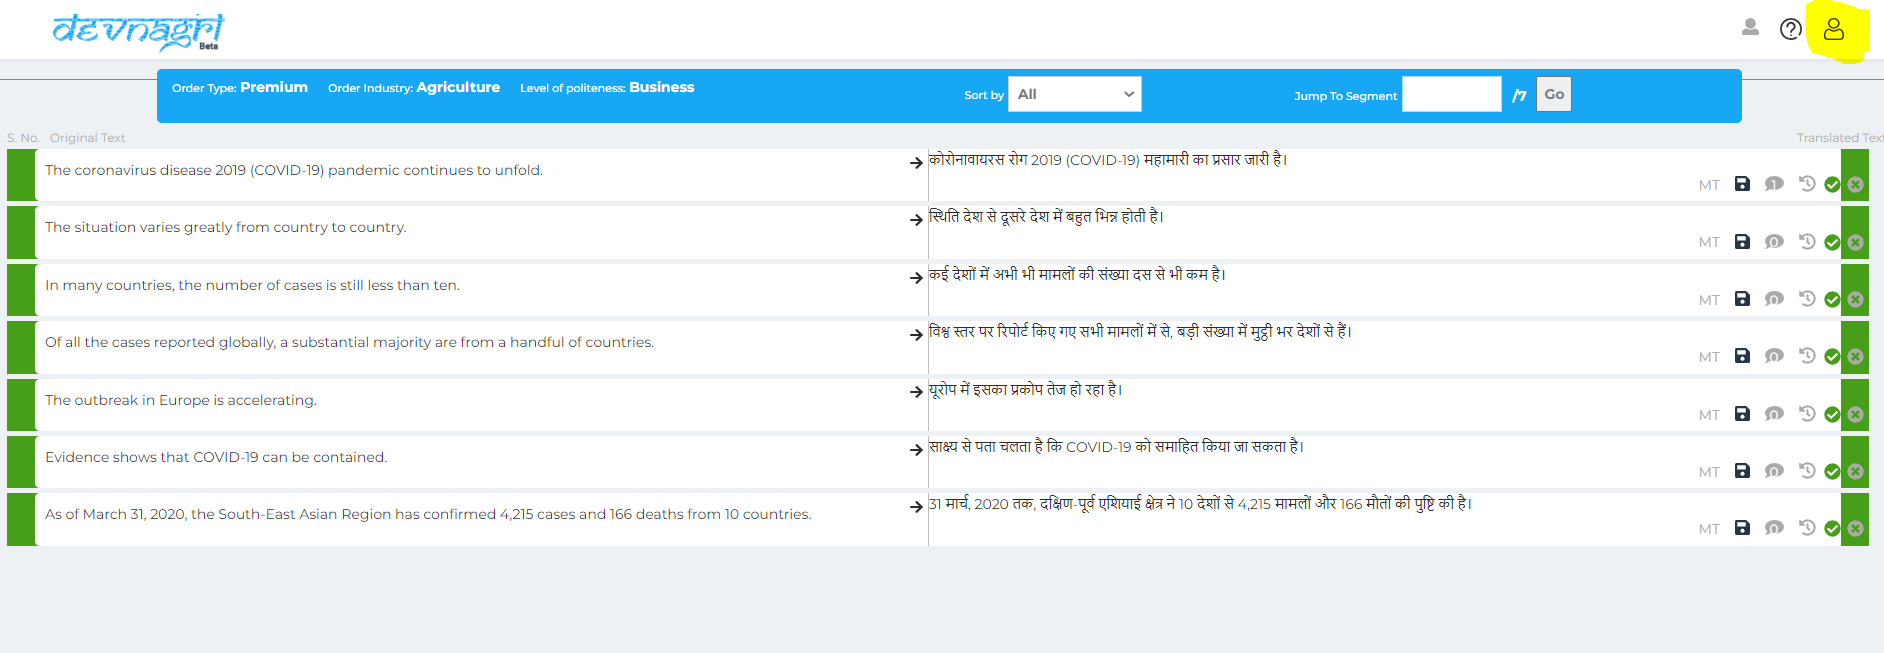 devnagri
Beta
Order Type: Premium Order Industry: Agriculture Level of politeness: Business Sort by All Jump To Segment /7 Go
S. No. Original Text Translated Text
The coronavirus disease 2019 (COVID-19) pandemic continues to unfold.
कोरोनावायरस रोग 2019 (COVID-19) महामारी का प्रसार जारी है।
MT 1
The situation varies greatly from country to country.
स्थिति देश से दूसरे देश में बहुत भिन्न होती है।
MT 0
In many countries, the number of cases is still less than ten.
कई देशों में अभी भी मामलों की संख्या दस से भी कम है।
MT 0
Of all the cases reported globally, a substantial majority are from a handful of countries.
विश्व स्तर पर रिपोर्ट किए गए सभी मामलों में से, बड़ी संख्या में मुट्ठी भर देशों से हैं।
MT 0
The outbreak in Europe is accelerating.
यूरोप में इसका प्रकोप तेज हो रहा है।
MT 0
Evidence shows that COVID-19 can be contained.
साक्ष्य से पता चलता है कि COVID-19 को समाहित किया जा सकता है।
MT 0
As of March 31, 2020, the South-East Asian Region has confirmed 4,215 cases and 166 deaths from 10 countries.
31 मार्च, 2020 तक, दक्षिण-पूर्व एशियाई क्षेत्र ने 10 देशों से 4,215 मामलों और 166 मौतों की पुष्टि की है।
MT 0